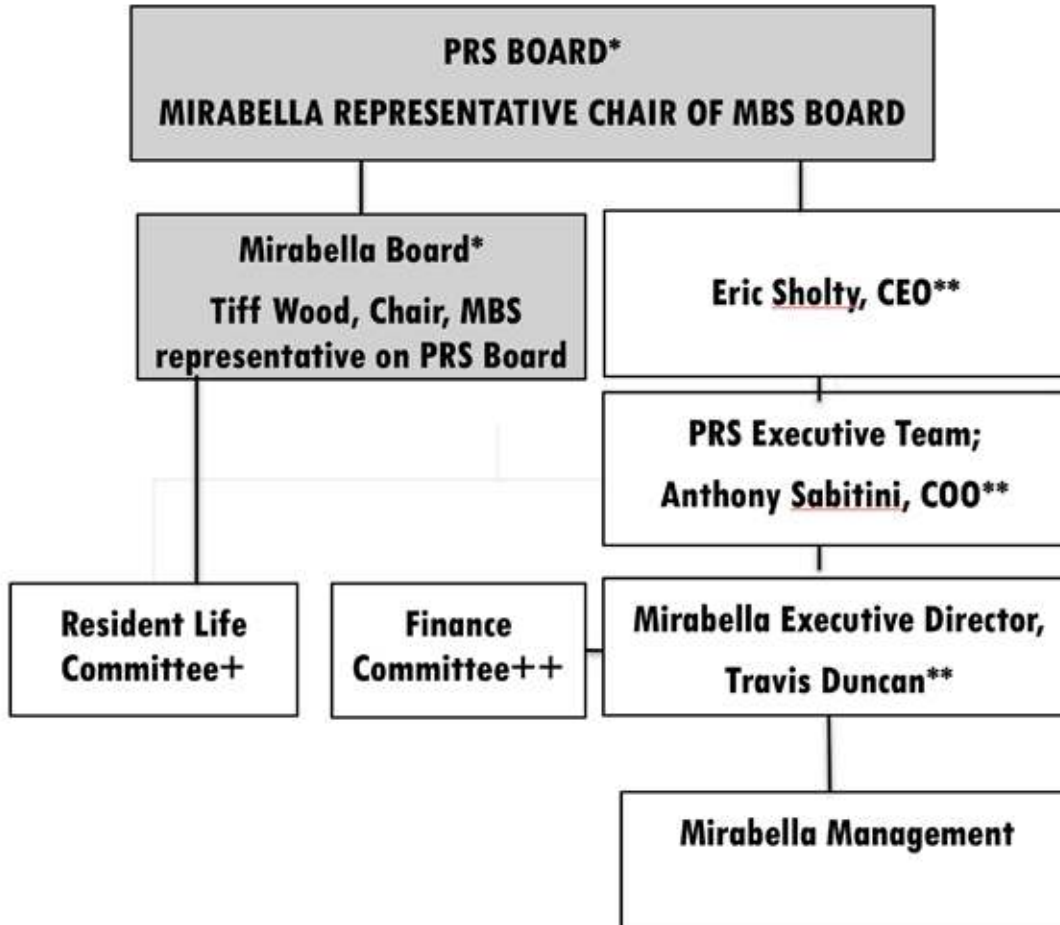 PRS BOARD*
MIRABELLA REPRESENTATIVE CHAIR OF MBS BOARD
Mirabella Board*
Tiff Wood, Chair, MBS
representative on PRS Board
Eric Sholty, CEO**
PRS Executive Team;
Anthony Sabitini, COO**
Resident Life
Committee+
Finance
Committee++
Mirabella Executive Director,
Travis Duncan**
Mirabella Management